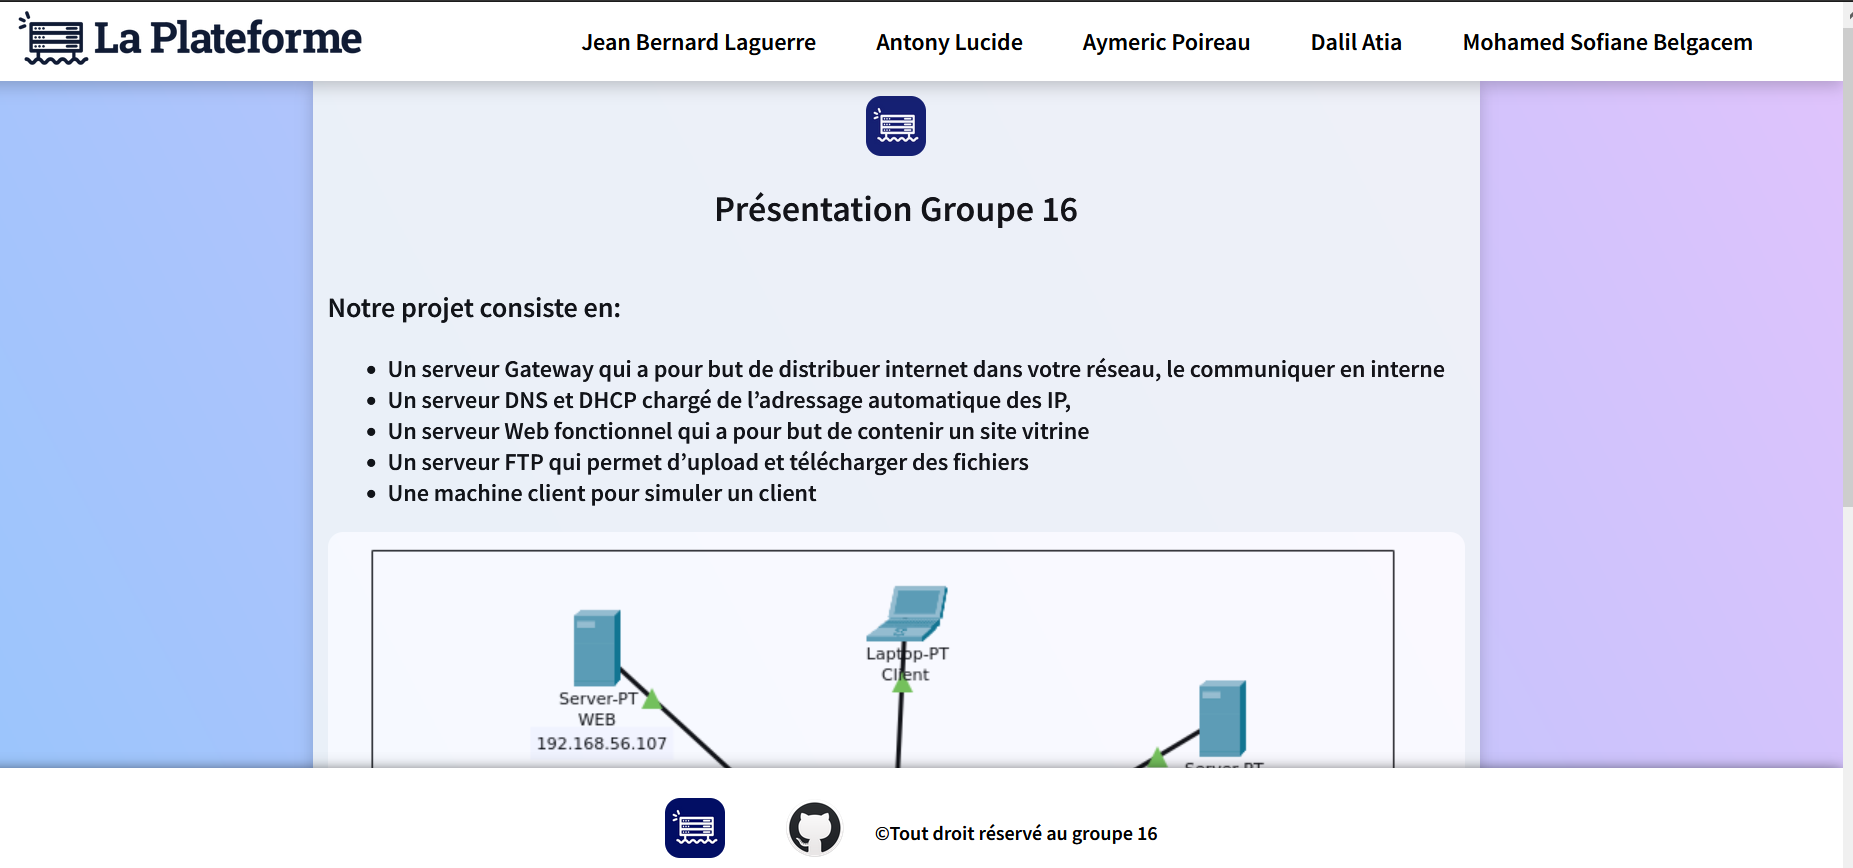 La Plateforme
Jean Bernard Laguerre
Antony Lucide
Aymeric Poireau
Dalil Atia
Mohamed Sofiane Belgacem
Présentation Groupe 16
Notre projet consiste en:
Un serveur Gateway qui a pour but de distribuer internet dans votre réseau, le communiquer en interne
Un serveur DNS et DHCP chargé de l’adressage automatique des IP,
Un serveur Web fonctionnel qui a pour but de contenir un site vitrine
Un serveur FTP qui permet d’upload et télécharger des fichiers
Une machine client pour simuler un client
Laptop-PT
Client
Server-PT
WEB
192.168.56.107
Server-PT
©Tout droit réservé au groupe 16